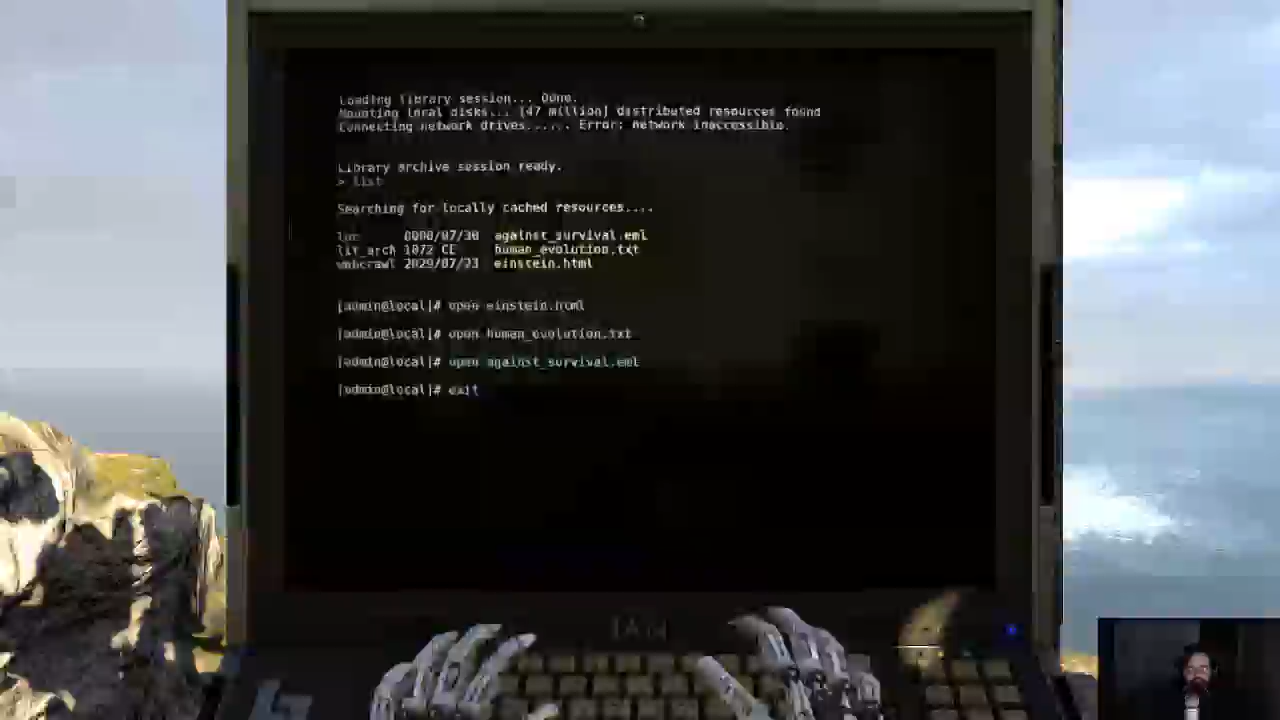 Loading library session... Done.
Mounting local disks... [47 million] distributed resources found
Connecting network drives...... Error: network inaccessible.
Library archive session ready.
> list
Searching for locally cached resources....
loc 0000/07/30 against_survival.eml
lit_arch 1872 CE human_evolution.txt
webcrawl 2029/07/23 einstein.html
[admin@local]# open einstein.html
[admin@local]# open human_evolution.txt
[admin@local]# open against_survival.eml
[admin@local]# exit